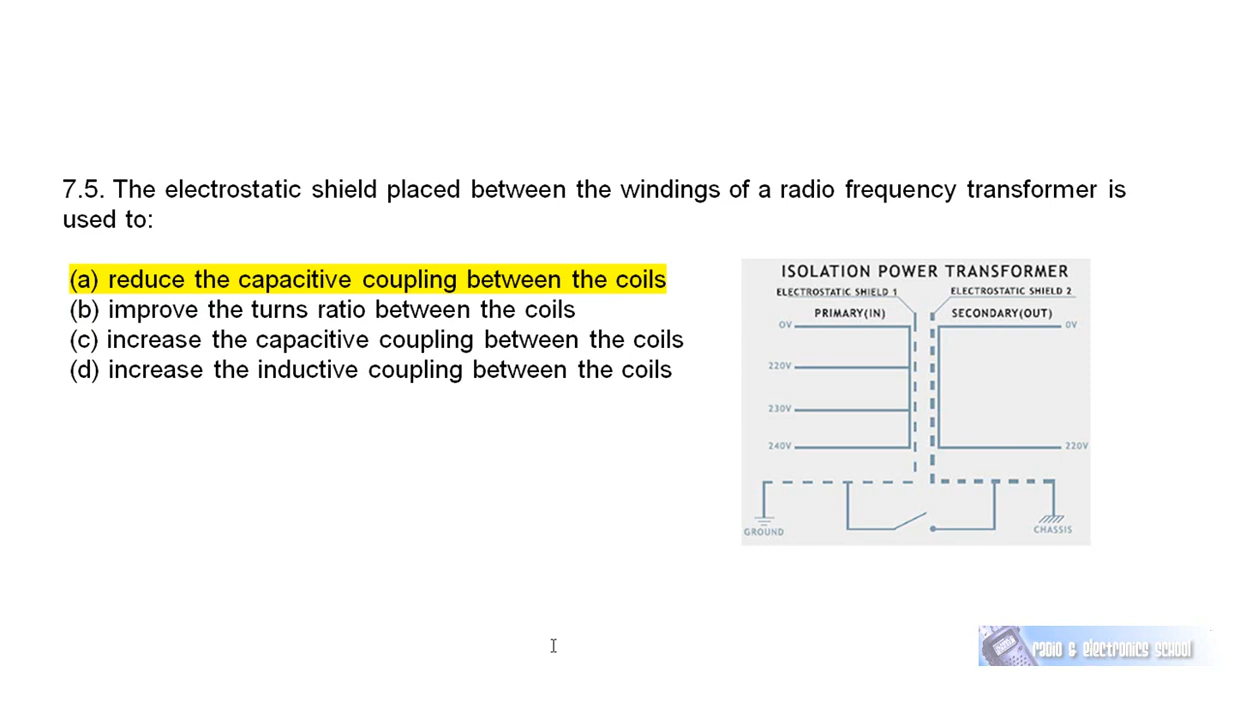 7.5. The electrostatic shield placed between the windings of a radio frequency transformer is
used to:
(a) reduce the capacitive coupling between the coils
(b) improve the turns ratio between the coils
(c) increase the capacitive coupling between the coils
(d) increase the inductive coupling between the coils
ISOLATION POWER TRANSFORMER
ELECTROSTATIC SHIELD 1
ELECTROSTATIC SHIELD 2
PRIMARY(IN)
SECONDARY(OUT)
0V
0V
220V
230V
240V
220V
GROUND
CHASSIS
RADIO & ELECTRONICS SCHOOL